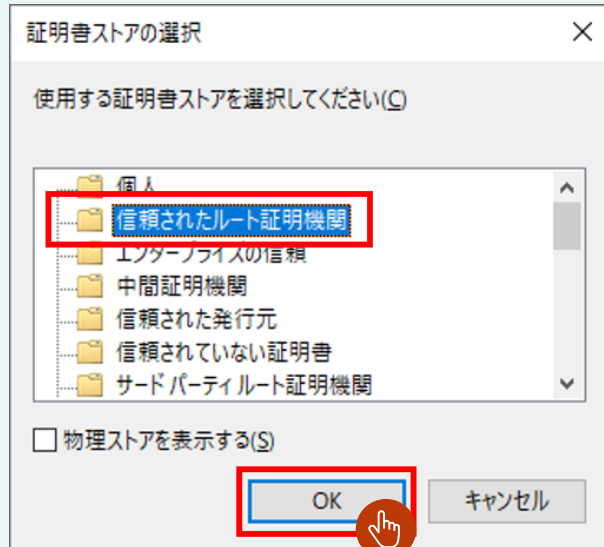 証明書ストアの選択
使用する証明書ストアを選択してください(C)
個人
信頼されたルート証明機関
エンタープライズの信頼
中間証明機関
信頼された発行元
信頼されていない証明書
サード パーティ ルート証明機関
物理ストアを表示する(S)
OK
キャンセル